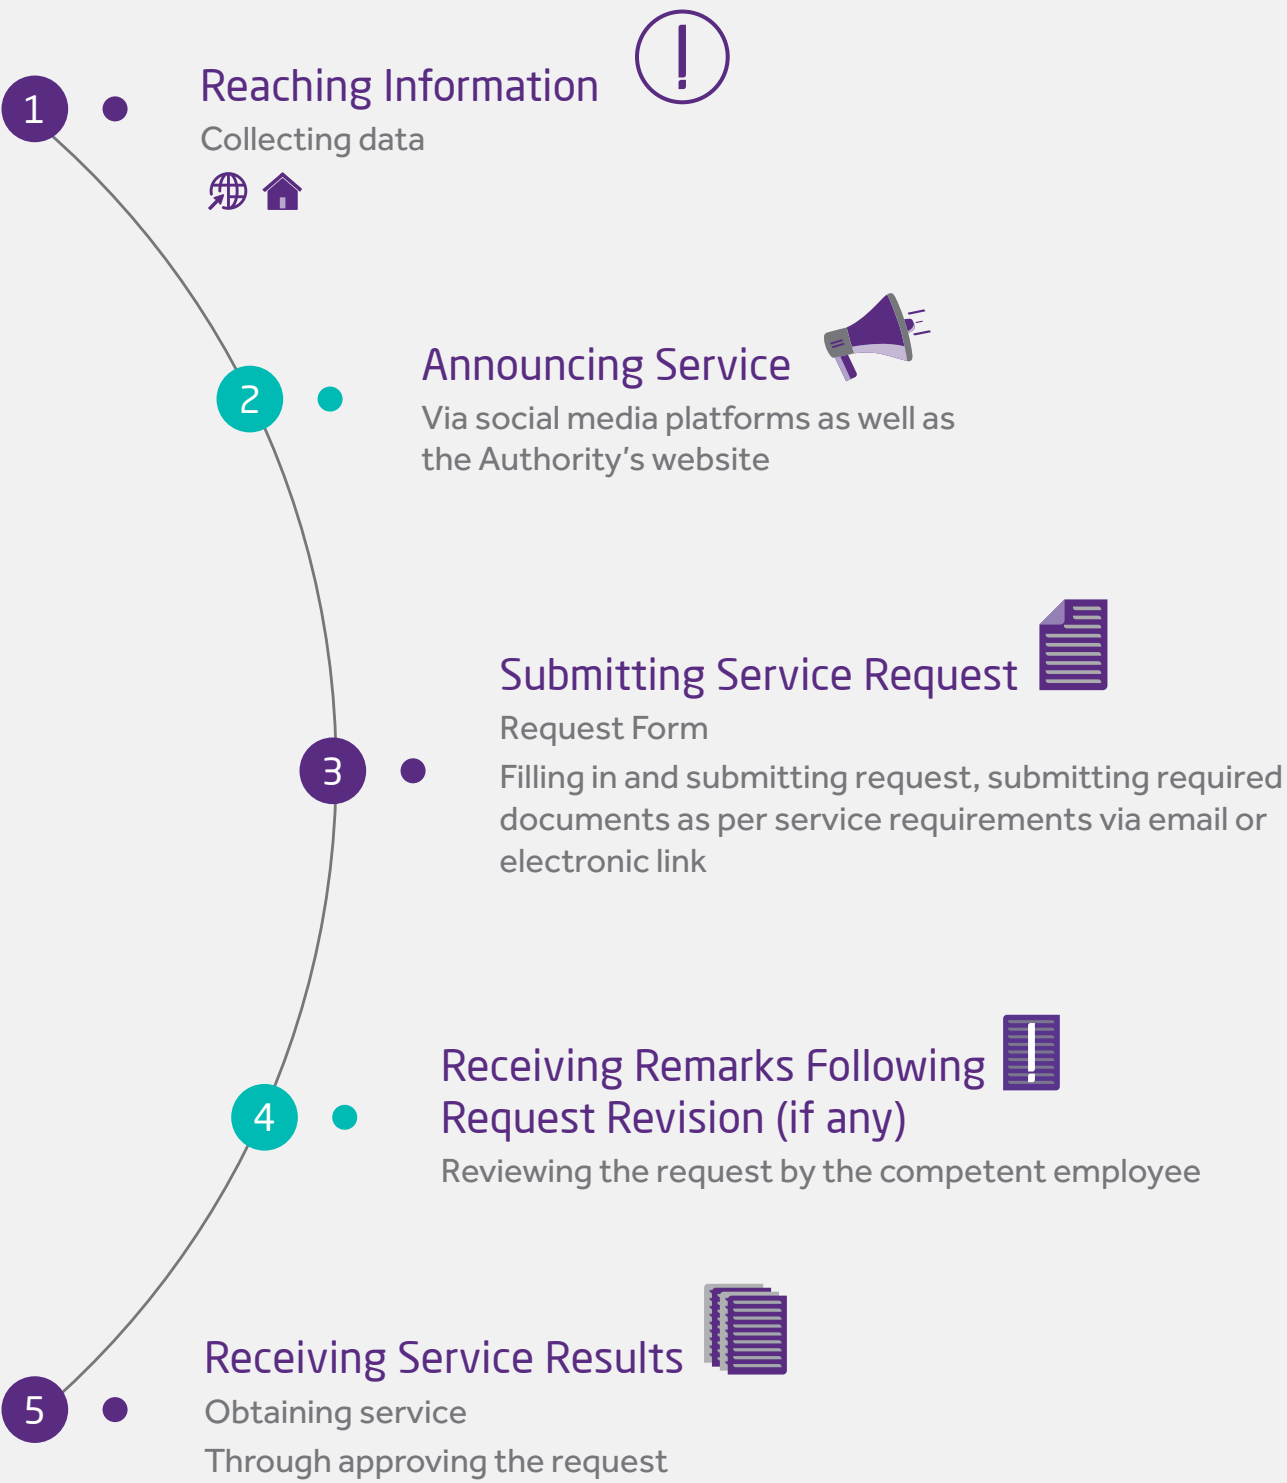 1
Reaching Information
Collecting data
2
Announcing Service
Via social media platforms as well as
the Authority's website
3
Submitting Service Request
Request Form
Filling in and submitting request, submitting required
documents as per service requirements via email or
electronic link
4
Receiving Remarks Following
Request Revision (if any)
Reviewing the request by the competent employee
5
Receiving Service Results
Obtaining service
Through approving the request